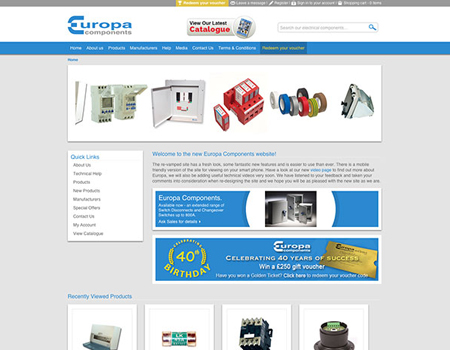 Redeem your voucher Leave a message Register Sign in to your account Shopping cart - 0 items
Europa
components
View Our Latest
Catalogue
Search our electrical components...
Home About us Products Manufacturers Help Media Contact Us Terms & Conditions Redeem your voucher
Home
Quick Links
About Us
Technical Help
Products
New Products
Manufacturers
Special Offers
Contact Us
My Account
View Catalogue
Welcome to the new Europa Components website!
The re-vamped site has a fresh look, some fantastic new features and is easier to use than ever. There is a mobile
friendly version of the site for viewing on your smart phone. Have a look at our new video page to find out more about
Europa, we will also be adding useful technical videos very soon. We have listened to your feedback and taken your
comments into consideration when re-designing the site and we hope you will be as pleased with the new site as we are.
Europa Components.
Available now - an extended range of
Switch Disconnects and Changeover
Switches up to 800A.
Ask Sales for details
40th
BIRTHDAY
Europa
components
CELEBRATING 40 YEARS OF SUCCESS
Win a £250 gift voucher
Have you won a Golden Ticket? Click here to redeem your voucher code
Recently Viewed Products